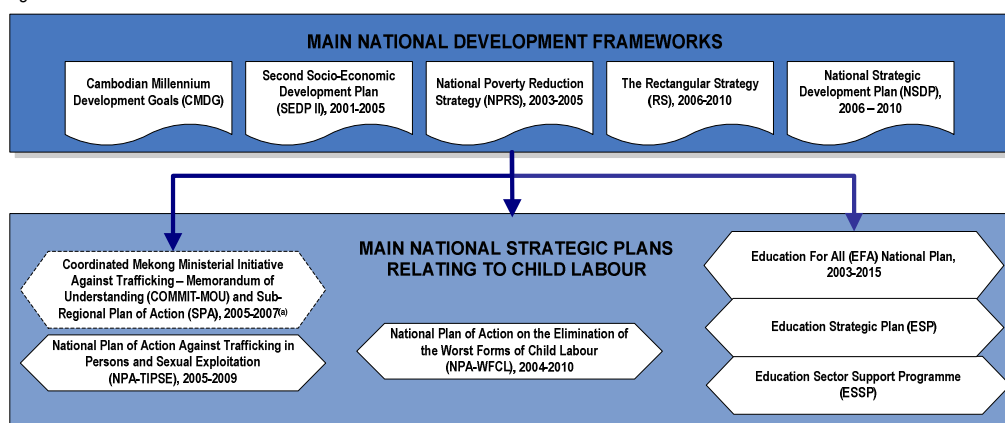 MAIN NATIONAL DEVELOPMENT FRAMEWORKS
Cambodian Millennium
Development Goals (CMDG)
Second Socio-Economic
Development Plan
(SEDP II), 2001-2005
National Poverty Reduction
Strategy (NPRS), 2003-2005
The Rectangular Strategy
(RS), 2006-2010
National Strategic
Development Plan (NSDP),
2006 – 2010
MAIN NATIONAL STRATEGIC PLANS
RELATING TO CHILD LABOUR
Coordinated Mekong Ministerial Initiative
Against Trafficking – Memorandum of
Understanding (COMMIT-MOU) and Sub-
Regional Plan of Action (SPA), 2005-2007(a)
National Plan of Action Against Trafficking in
Persons and Sexual Exploitation
(NPA-TIPSE), 2005-2009
National Plan of Action on the Elimination of
the Worst Forms of Child Labour
(NPA-WFCL), 2004-2010
Education For All (EFA) National Plan,
2003-2015
Education Strategic Plan (ESP)
Education Sector Support Programme
(ESSP)